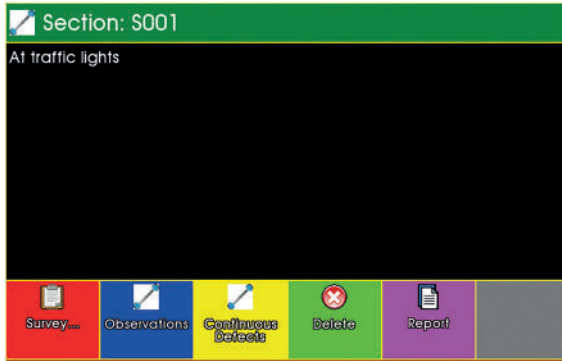 Section: S001
At traffic lights
Survey...
Observations
Continuous
Defects
Delete
Report